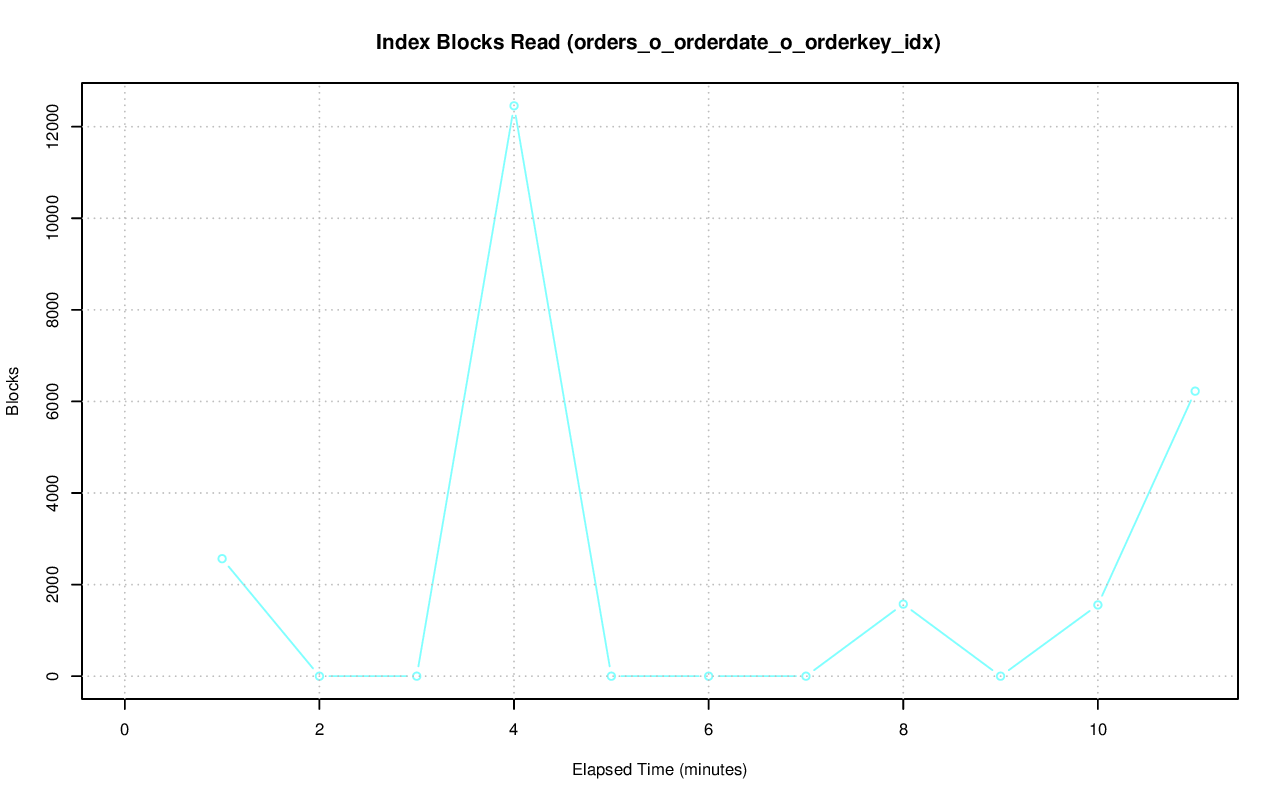 Index Blocks Read (orders_o_orderdate_o_orderkey_idx)
12000
10000
8000
6000
4000
2000
0
Blocks
0 2 4 6 8 10
Elapsed Time (minutes)